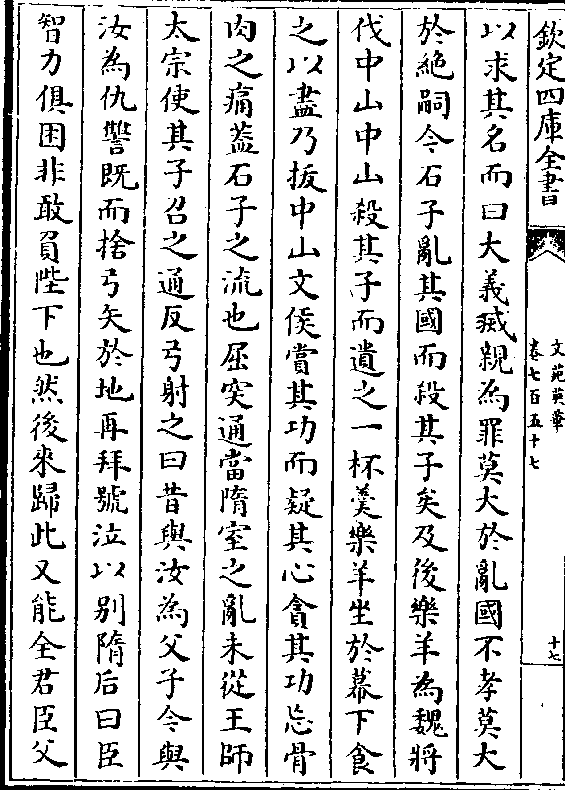 欽定四庫全書
文苑英華
卷七百五十七
十七
以求其名而曰大義㓕親為罪莫大於亂國不孝莫大
於絶嗣今石子亂其國而殺其子矣及後樂羊為魏將
伐中山中山殺其子而遺之一杯羮樂羊坐於幕下食
之以盡乃拔中山文侯賞其功而疑其心貪其功忘骨
肉之痛葢石子之流也屈突通當隋室之亂未從王師
太宗使其子召之通反弓射之曰昔與汝為父子今與
汝為仇讐既而捨弓矢於地再拜號泣以别隋后曰臣
智力俱困非敢負陛下也然後來歸此又能全君臣父